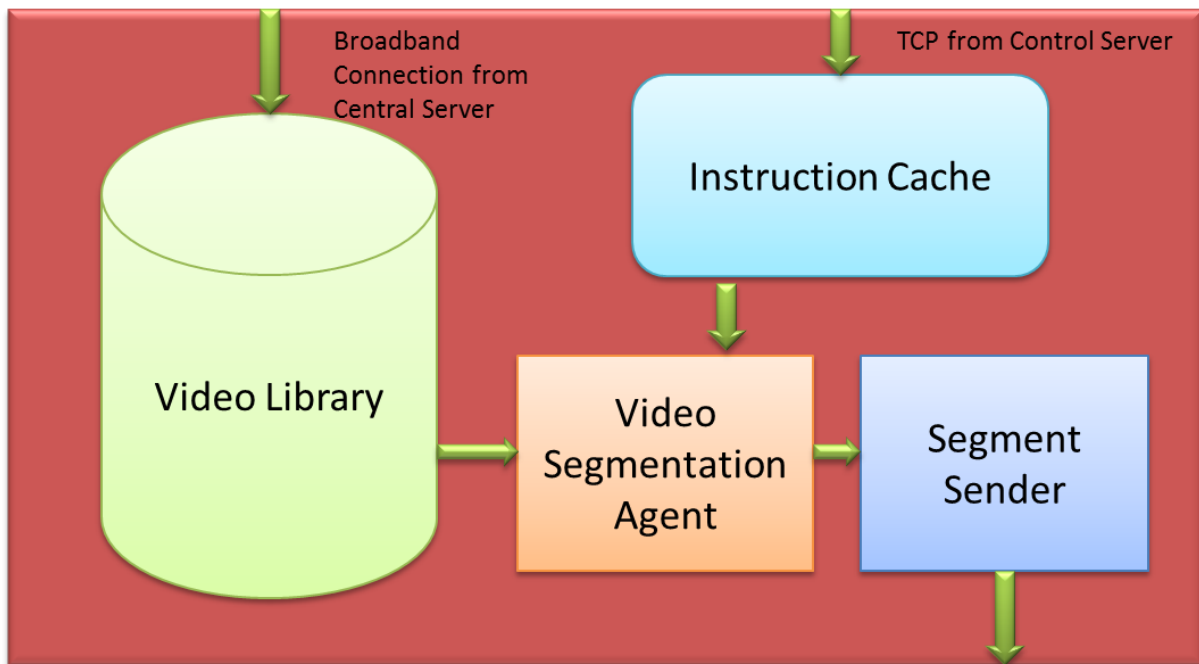 Broadband
Connection from
Central Server
TCP from Control Server
Instruction Cache
Video Library
Video
Segmentation
Agent
Segment
Sender